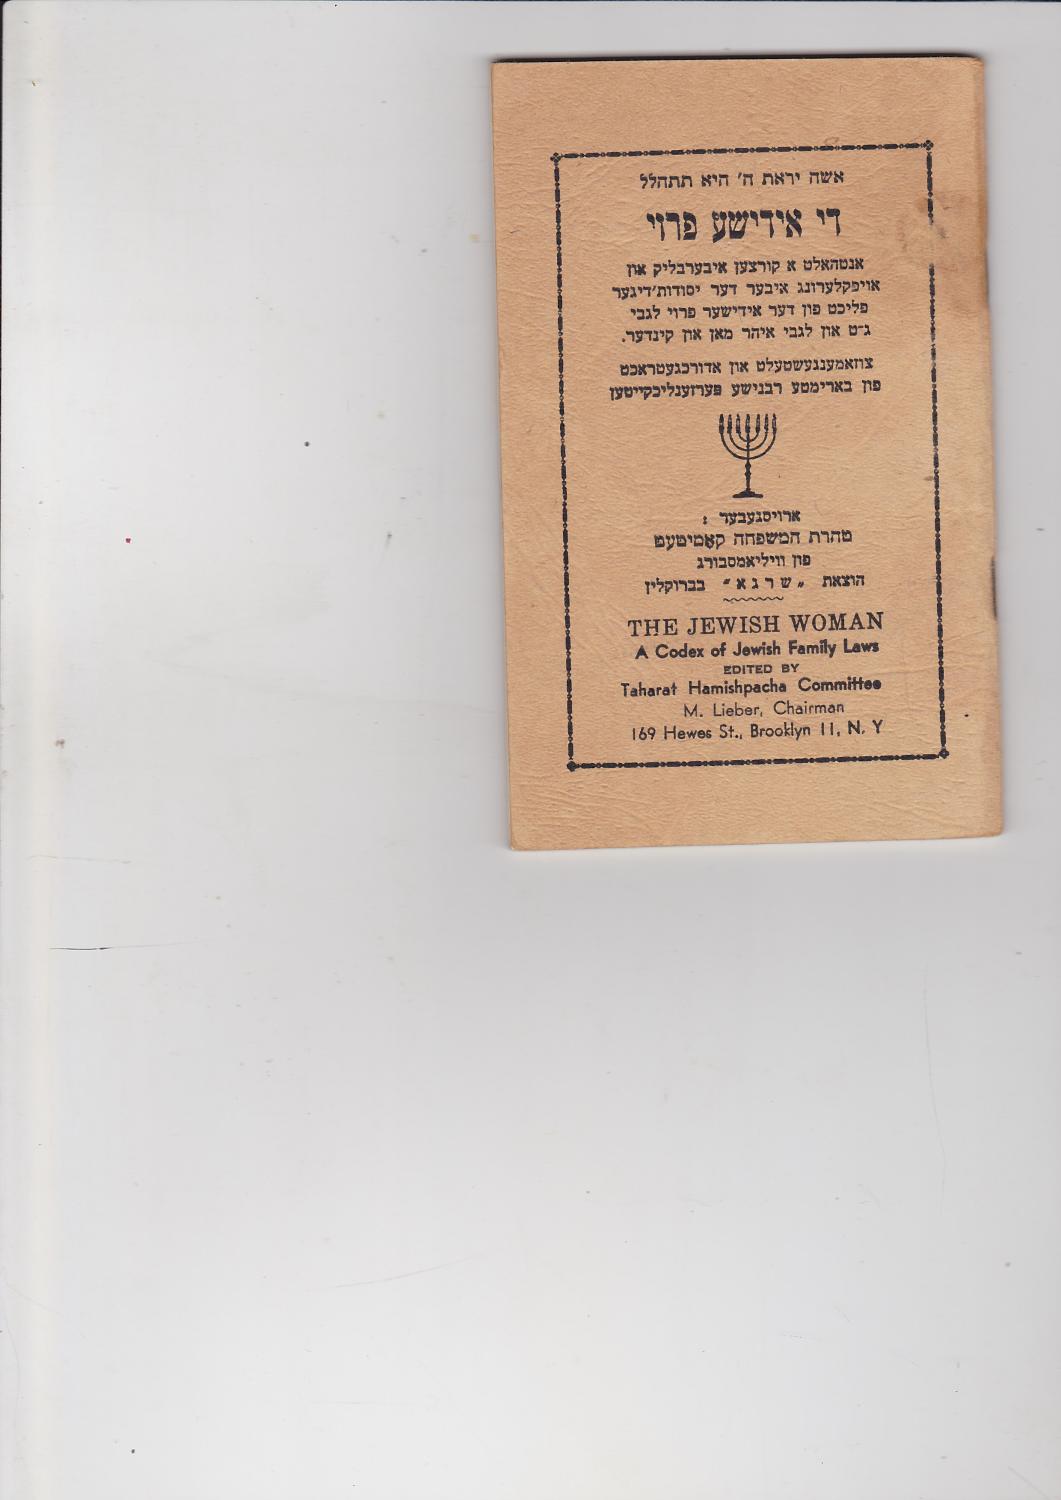 אשה יראת ה' היא תתהלל
די אידישע פרוי
אנטהאלט א קורצען איבערבליק און
אויפקלערונג איבער דער יסודות'דיגער
פליכט פון דער אידישער פרוי לגבי
ג־ט און לגבי איהר מאן און קינדער.
צוזאמענגעשטעלט און אדורכגעטראכט
פון בארימטע רבנישע פערזענליכקייטען
ארויסגעבער :
טהרת המשפחה קאָמיטעט
פון וויליאמסבורג
הוצאת „שרגא" בברוקלין
THE JEWISH WOMAN
A Codex of Jewish Family Laws
EDITED BY
Taharat Hamishpacha Committee
M. Lieber, Chairman
169 Hewes St., Brooklyn 11, N. Y